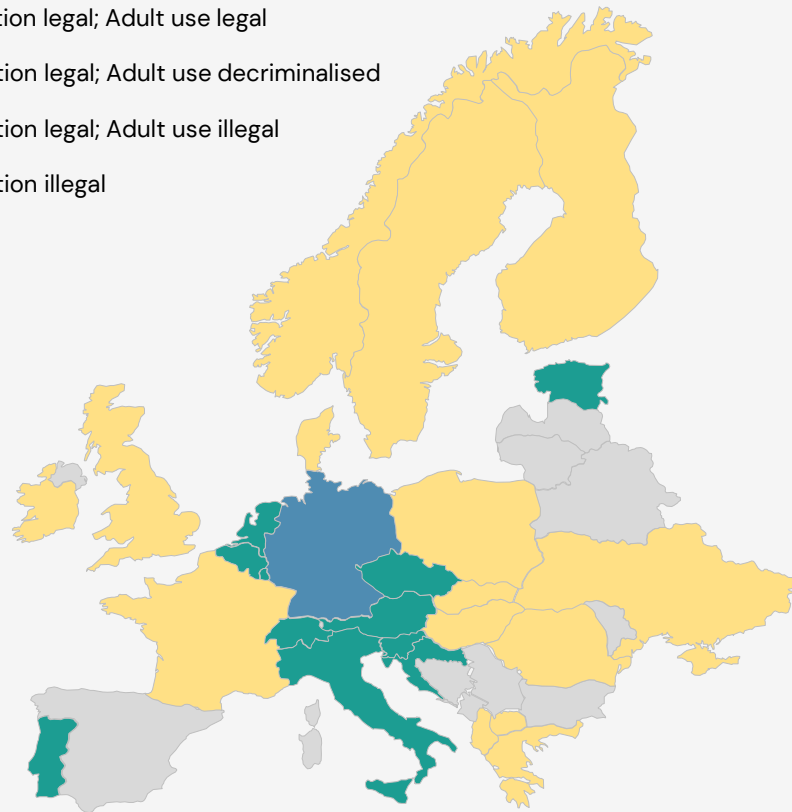 tion legal; Adult use legal
tion legal; Adult use decriminalised
tion legal; Adult use illegal
tion illegal